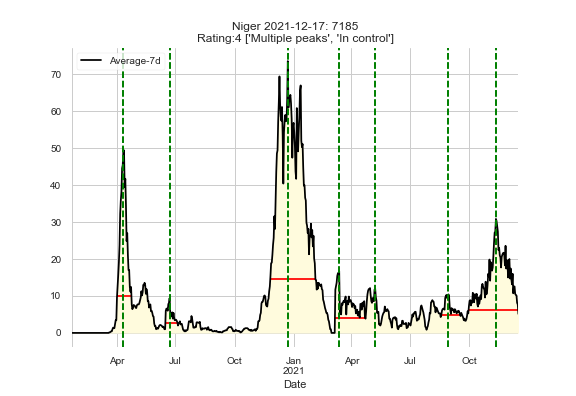 Niger 2021-12-17: 7185
Rating:4 ['Multiple peaks', 'In control']
Average-7d
70
60
50
40
30
20
10
0
Apr Jul Oct Jan Apr Jul Oct
2021
Date